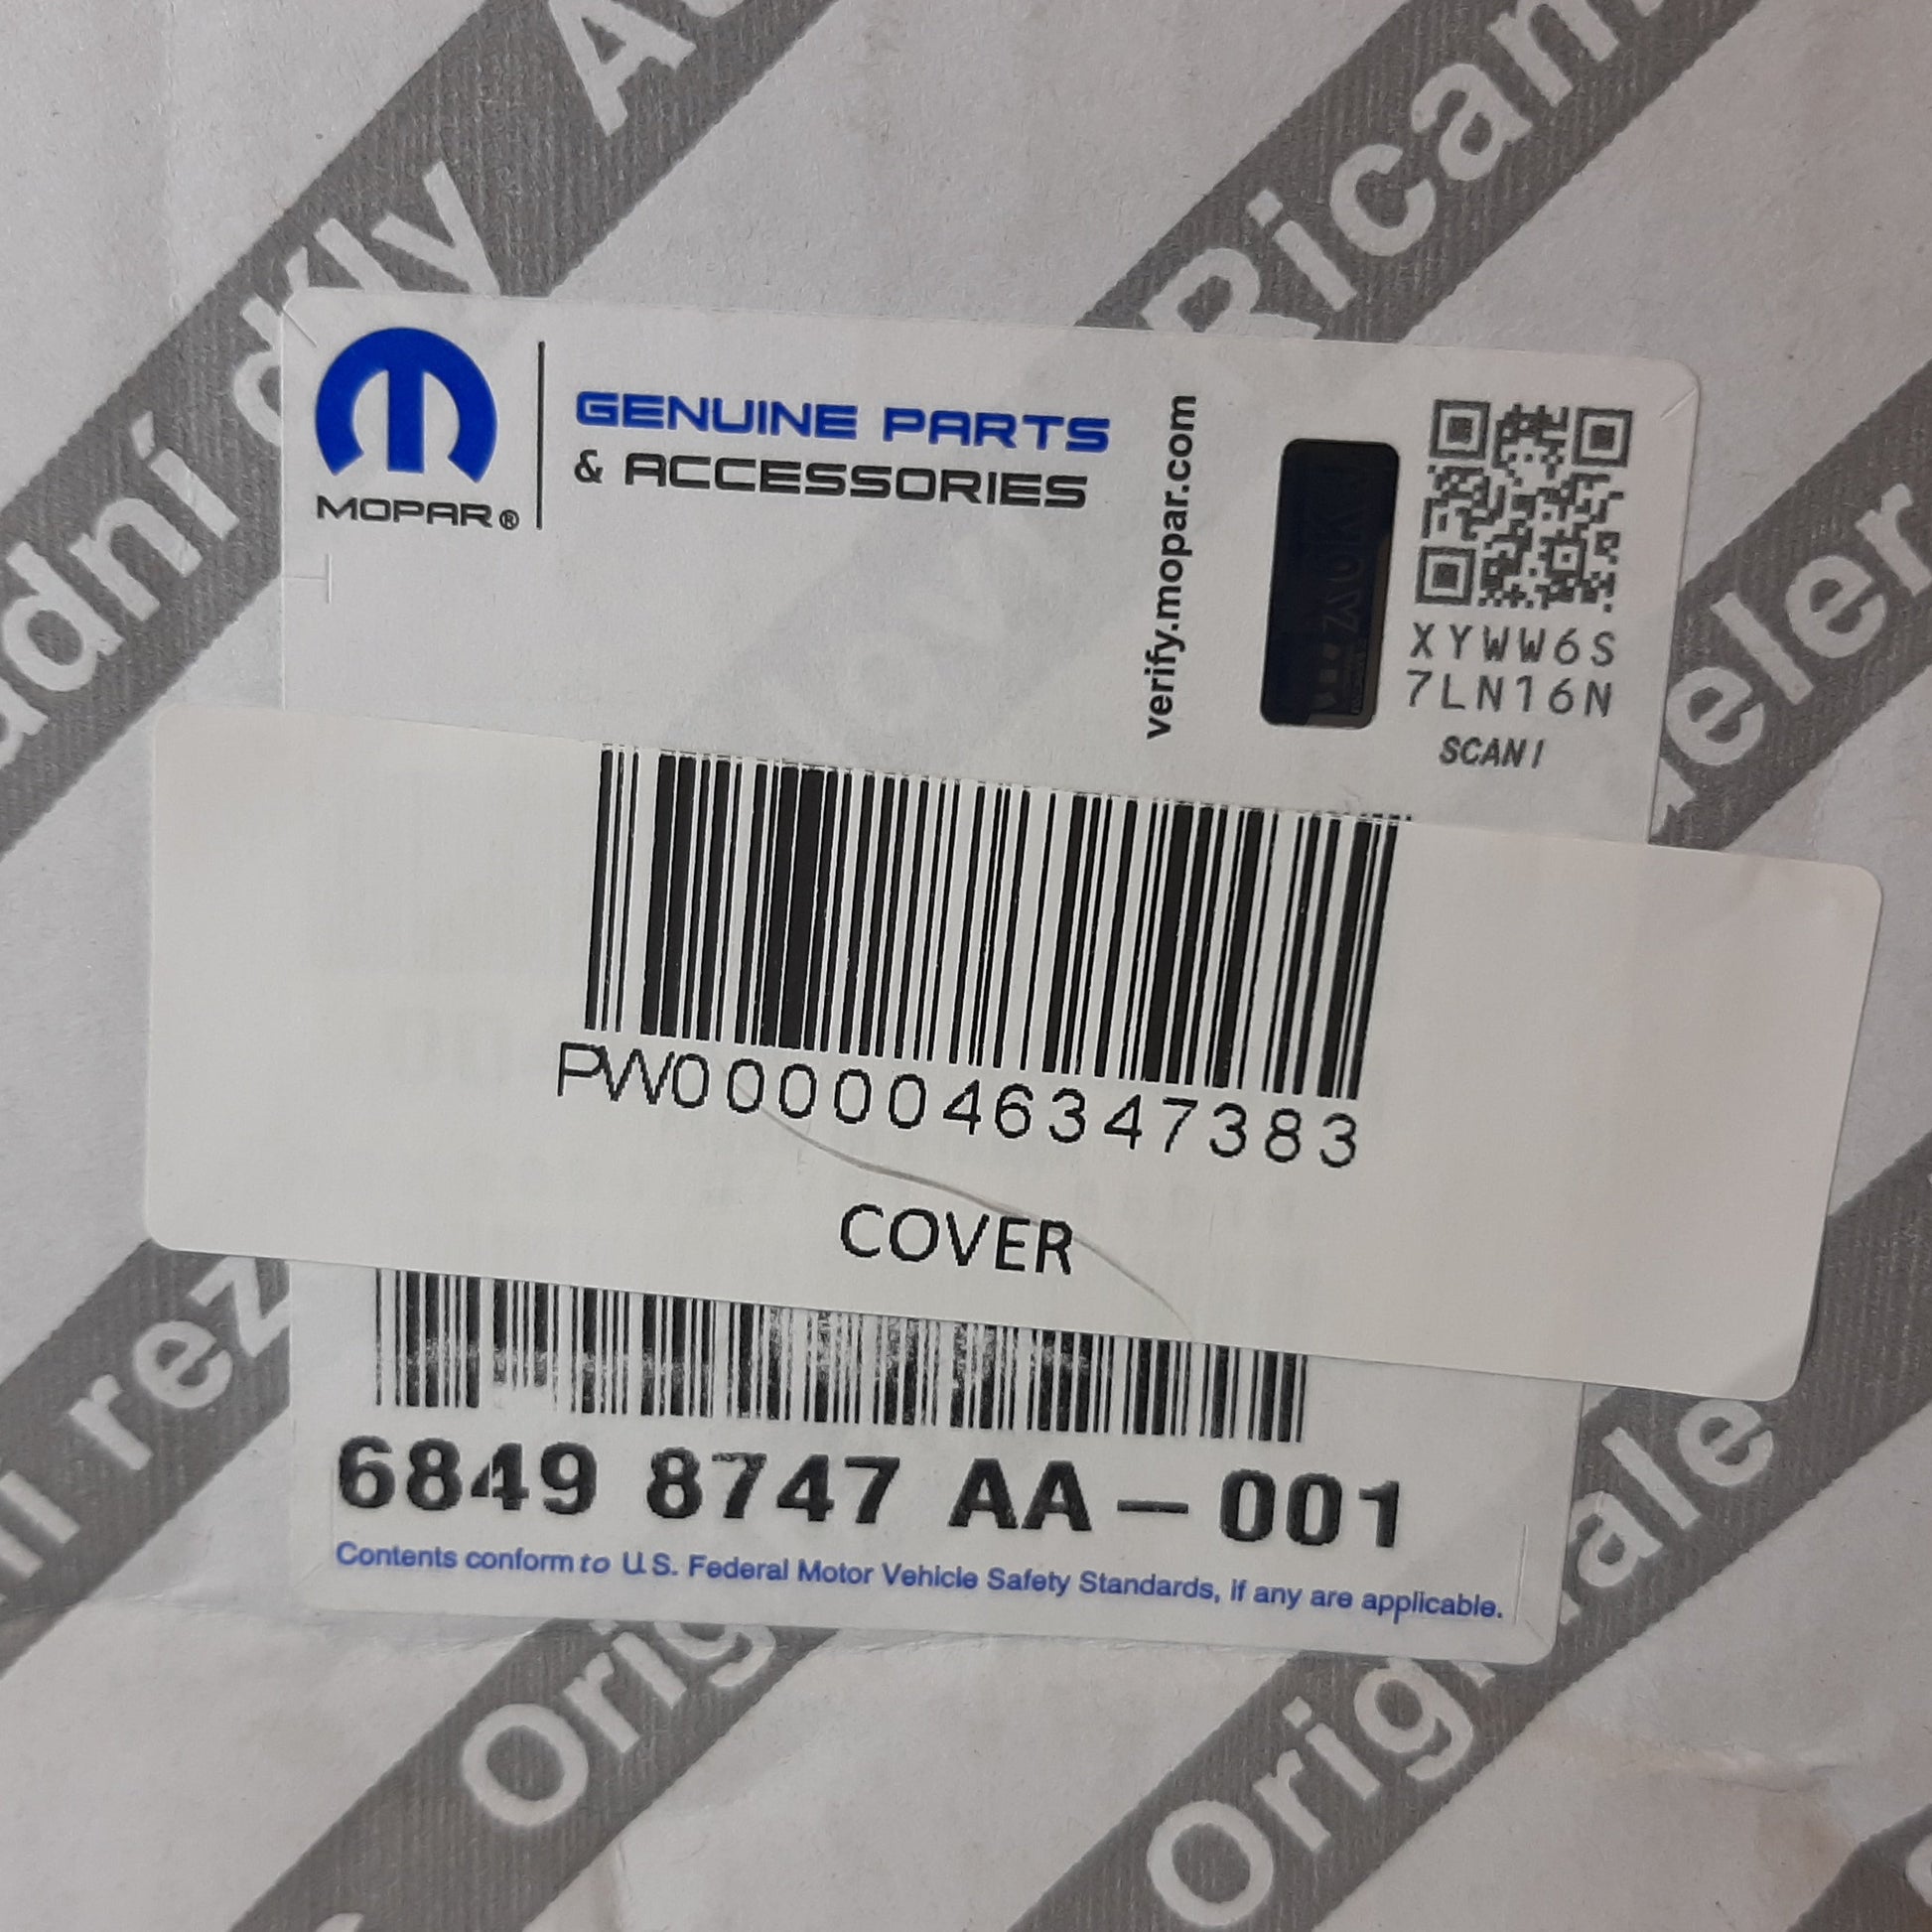 GENUINE PARTS
& ACCESSORIES
MOPAR®
verify.mopar.com
XYWW6S
7LN16N
SCAN!
PW0000046347383
COVER
6849 8747 AA-001
Contents conform to U.S. Federal Motor Vehicle Safety Standards, if any are applicable.